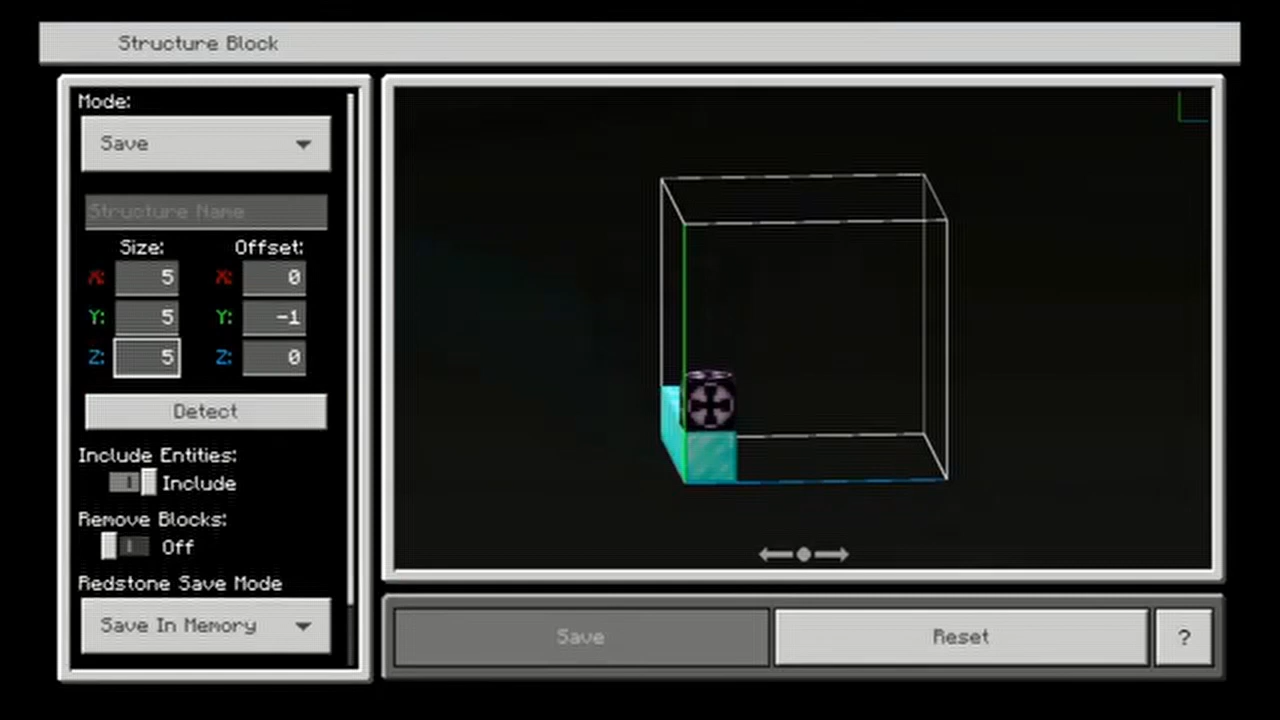 Structure Block
Mode:
Save
Structure Name
Size: Offset:
X: 5 X: 0
Y: 5 Y: -1
Z: 5 Z: 0
Detect
Include Entities:
Include
Remove Blocks:
Off
Redstone Save Mode
Save In Memory
Save Reset ?